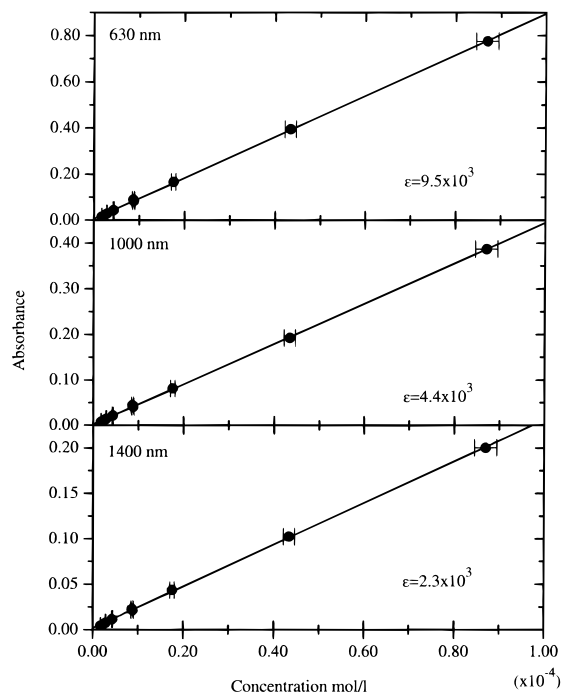 0.80
630 nm
0.60
0.40
0.20
ε=9.5x10³
0.00
1000 nm
0.40
0.30
Absorbance
0.20
0.10
ε=4.4x10³
0.00
1400 nm
0.20
0.15
0.10
0.05
ε=2.3x10³
0.00
0.00 0.20 0.40 0.60 0.80 1.00
(x10⁻⁴)
Concentration mol/l